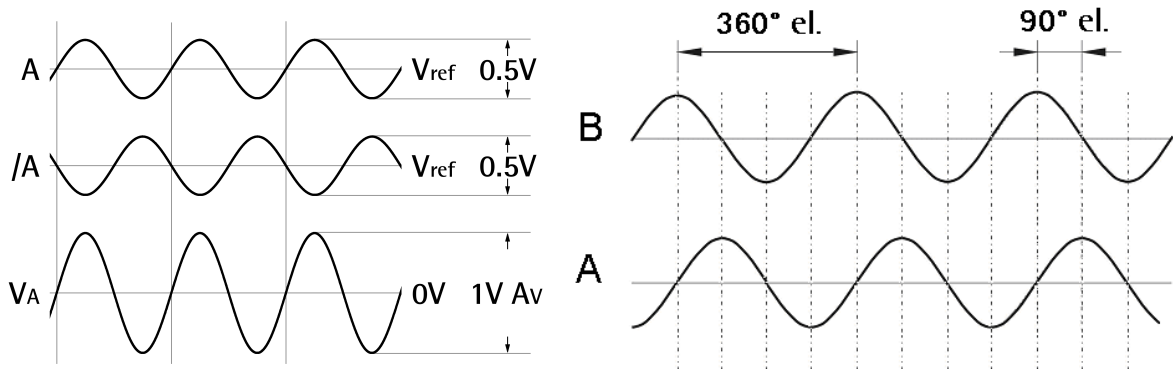 A Vref 0.5V
/A Vref 0.5V
VA 0V 1V AV
360° el. 90° el.
B
A